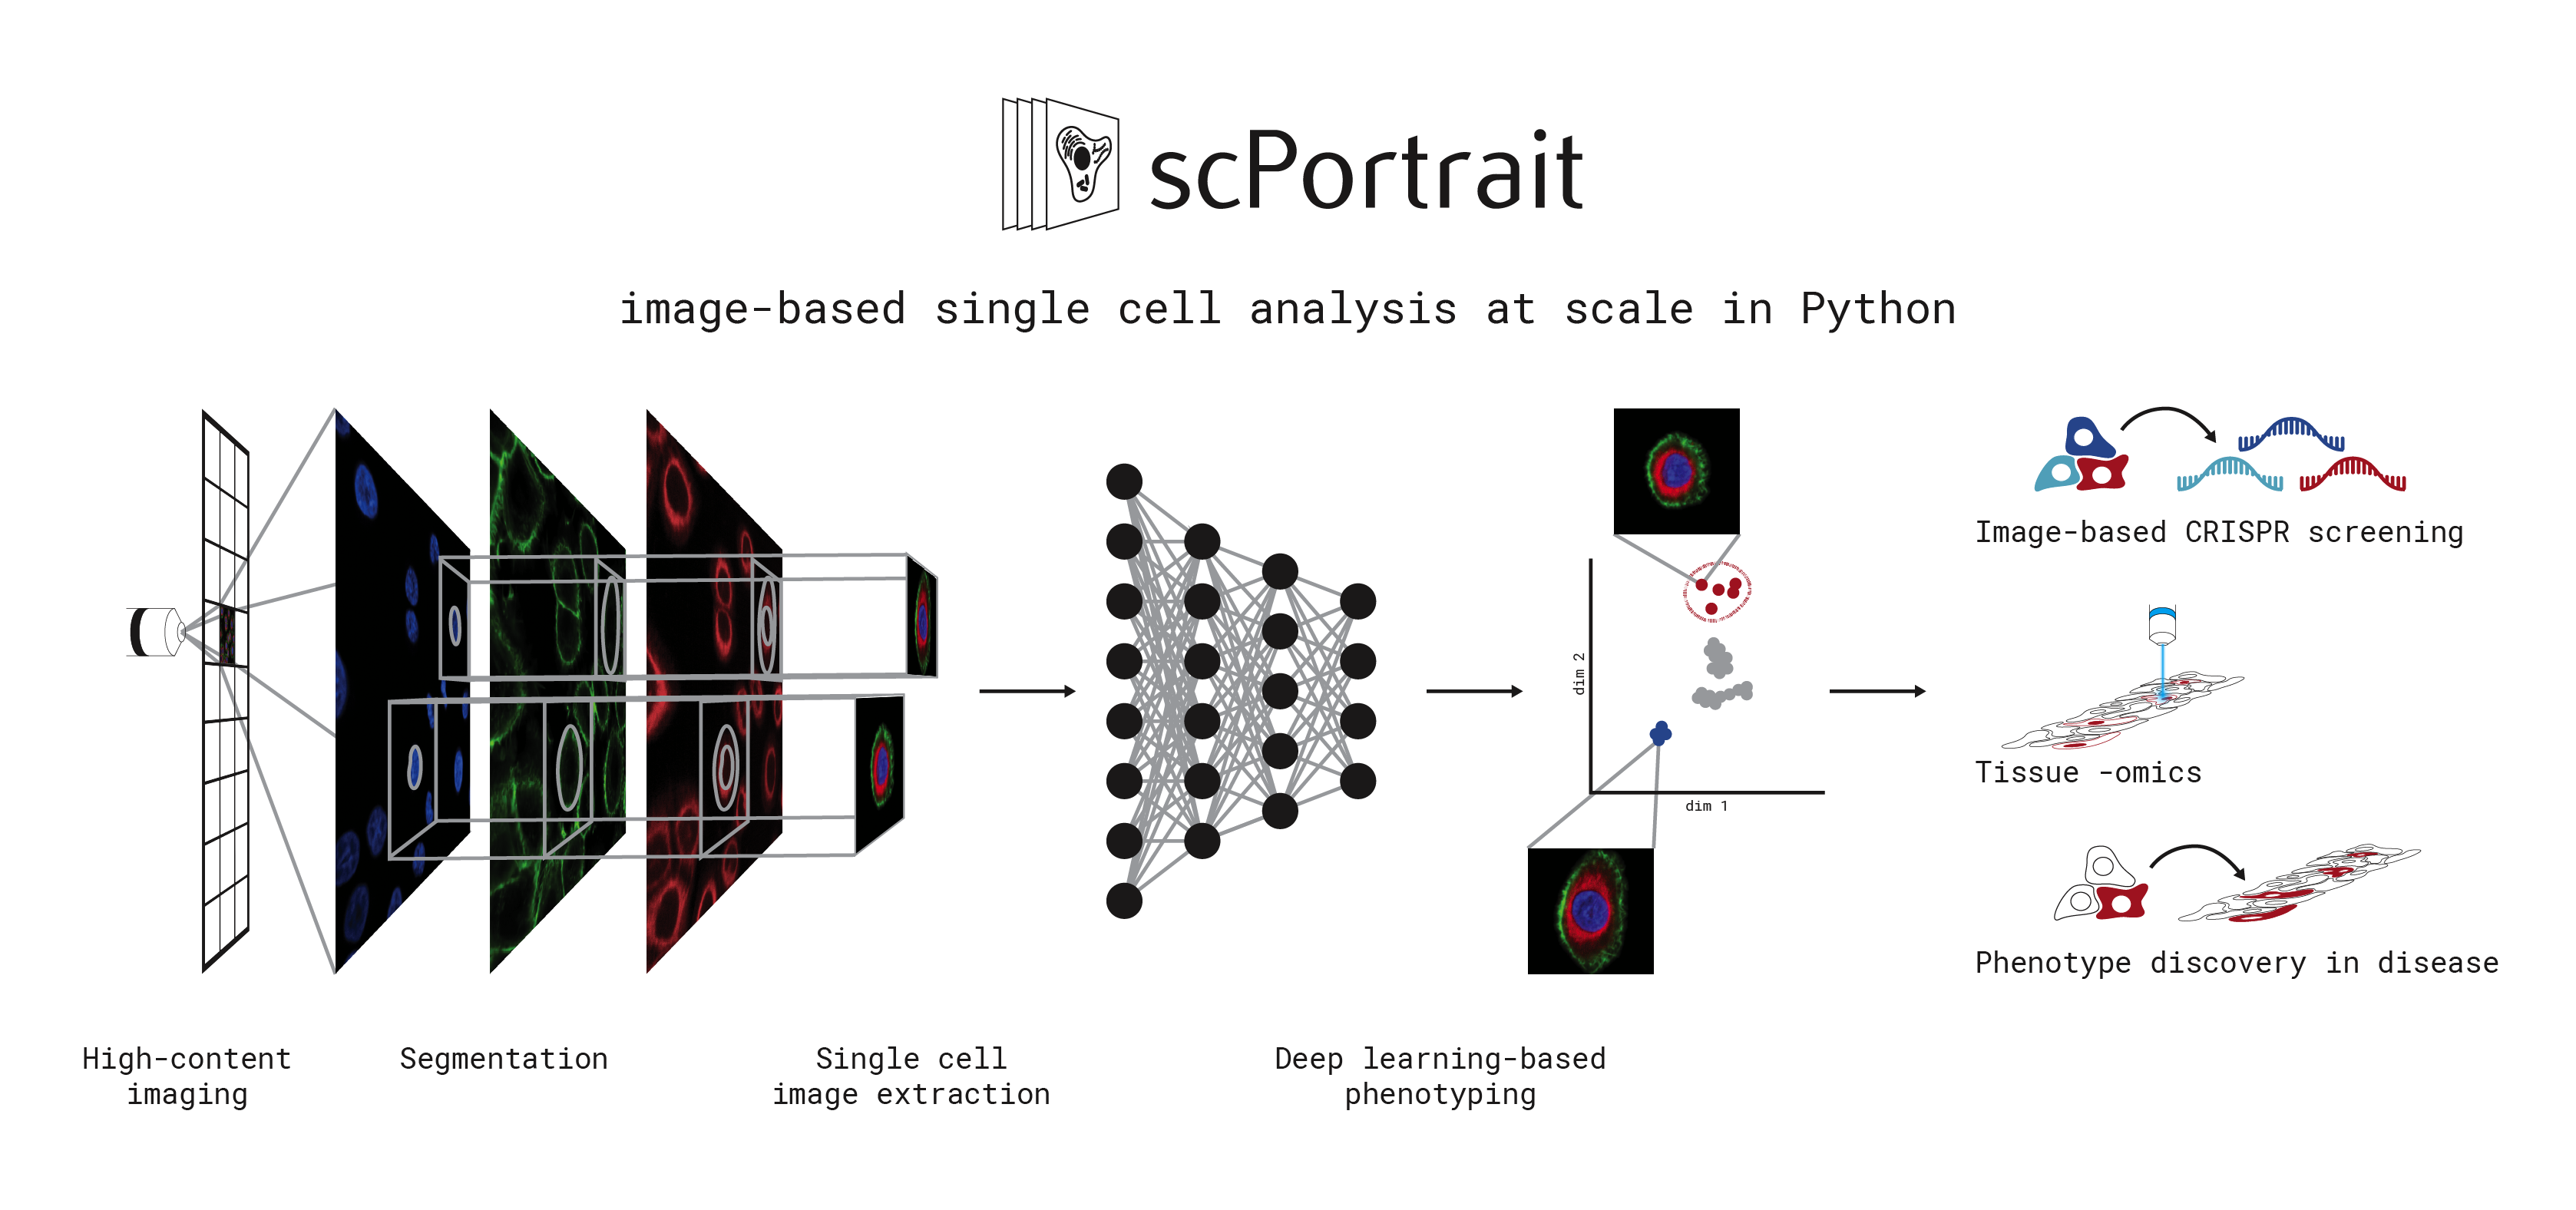 scPortrait
image-based single cell analysis at scale in Python
Image-based CRISPR screening
dim 2
dim 1
Tissue -omics
Phenotype discovery in disease
High-content
imaging
Segmentation
Single cell
image extraction
Deep learning-based
phenotyping